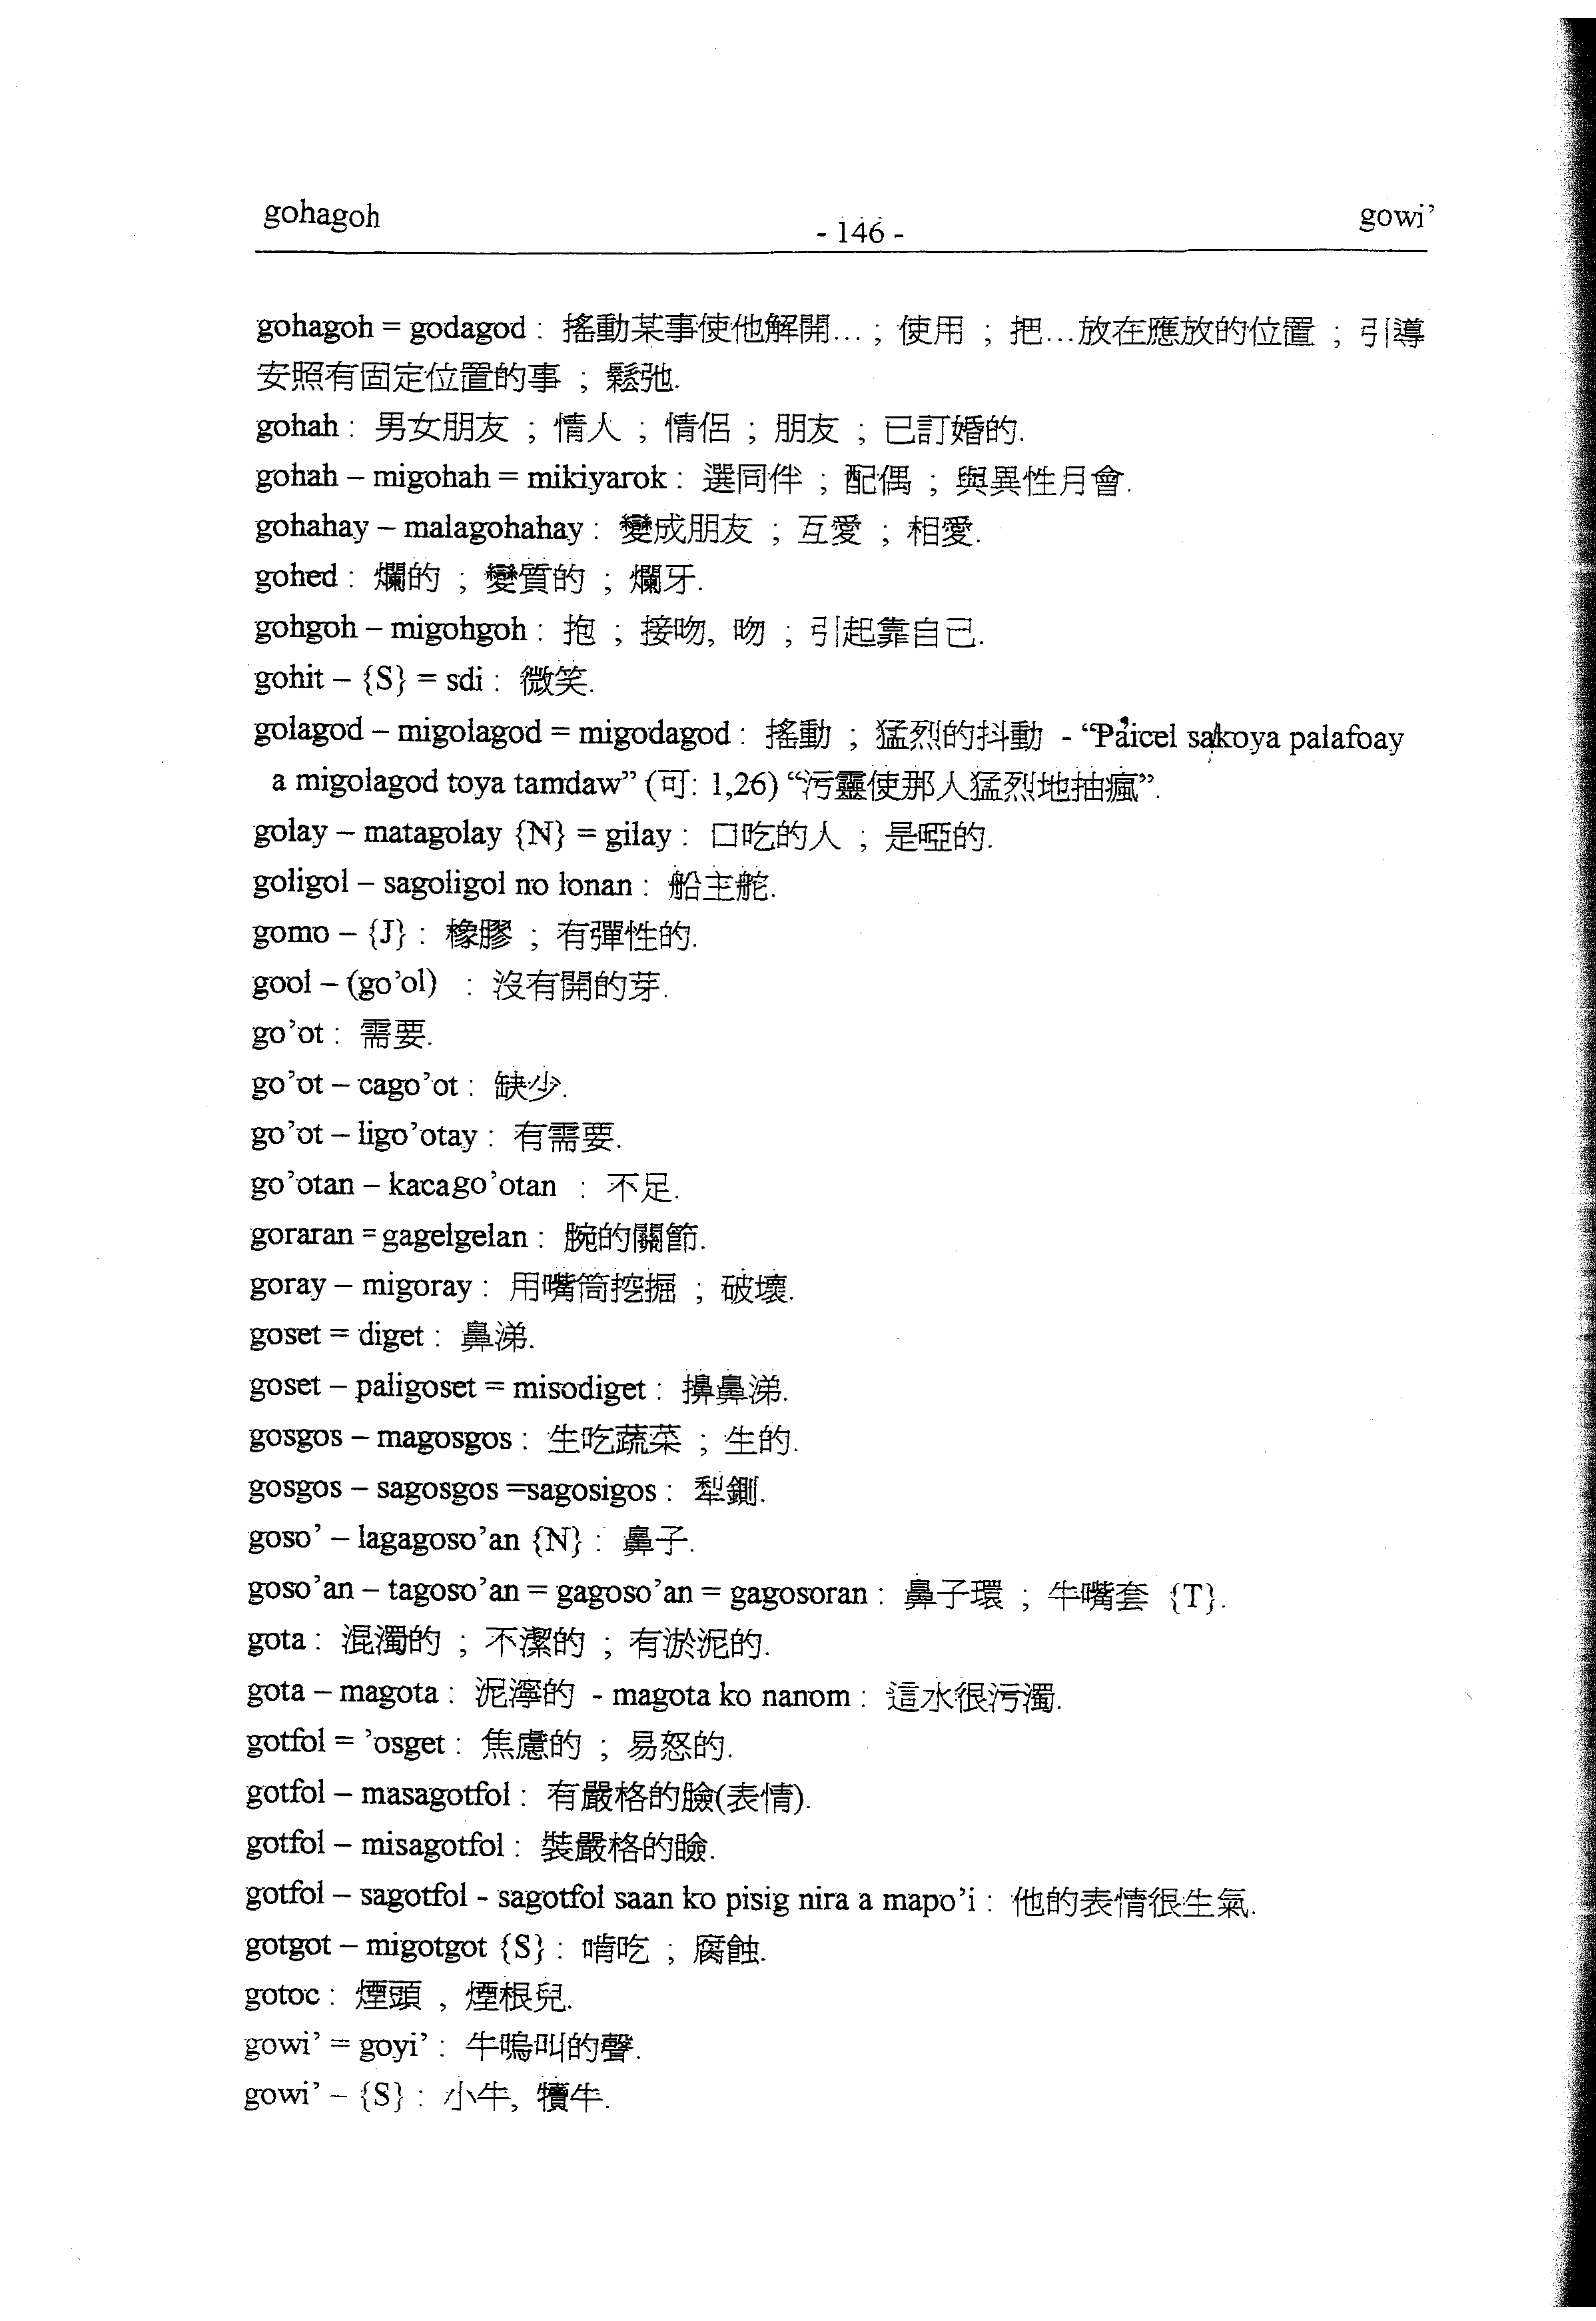 gohagoh
- 146 -
gowi’
gohagoh = godagod : 搖動某事使他解開... ; 使用 ; 把...放在應放的位置 ; 引導
安照有固定位置的事 ; 鬆弛.
gohah : 男女朋友 ; 情人 ; 情侶 ; 朋友 ; 已訂婚的.
gohah – migohah = mikiyarok : 選同伴 ; 配偶 ; 與異性月會.
gohahay – malagohahay : 變成朋友 ; 互愛 ; 相愛.
gohed : 爛的 ; 變質的 ; 爛牙.
gohgoh – migohgoh : 抱 ; 接吻, 吻 ; 引起靠自己.
gohit – {S} = sdi : 微笑.
golagod – migolagod = migodagod : 搖動 ; 猛烈的抖動 - “P'aicel sakoya palafoay
a migolagod toya tamdaw” (可: 1,26) “污靈使那人猛烈地抽瘋”.
golay – matagolay {N} = gilay : 口吃的人 ; 是啞的.
goligol – sagoligol no lonan : 船主舵.
gomo – {J} : 橡膠 ; 有彈性的.
gool – (go’ol) : 沒有開的芽.
go’ot : 需要.
go’ot – cago’ot : 缺少.
go’ot – ligo’otay : 有需要.
go’otan – kacago’otan : 不足.
goraran = gagelgelan : 腕的關節.
goray – migoray : 用嘴筒挖掘 ; 破壞.
goset = diget : 鼻涕.
goset – paligoset = misodiget : 擤鼻涕.
gosgos – magosgos : 生吃蔬菜 ; 生的.
gosgos – sagosgos =sagosigos : 犁鍘.
goso’ – lagagoso’an {N} : 鼻子.
goso’an – tagoso’an = gagoso’an = gagosoran : 鼻子環 ; 牛嘴套 {T}.
gota : 混濁的 ; 不潔的 ; 有淤泥的.
gota – magota : 泥濘的 - magota ko nanom : 這水很污濁.
gotfol = ’osget : 焦慮的 ; 易怒的.
gotfol – masagotfol : 有嚴格的臉(表情).
gotfol – misagotfol : 裝嚴格的臉.
gotfol – sagotfol - sagotfol saan ko pisig nira a mapo’i : 他的表情很生氣.
gotgot – migotgot {S} : 啃吃 ; 腐蝕.
gotoc : 煙頭 , 煙根兒.
gowi’ = goyi’ : 牛嗚叫的聲.
gowi’ – {S} : 小牛, 犢牛.